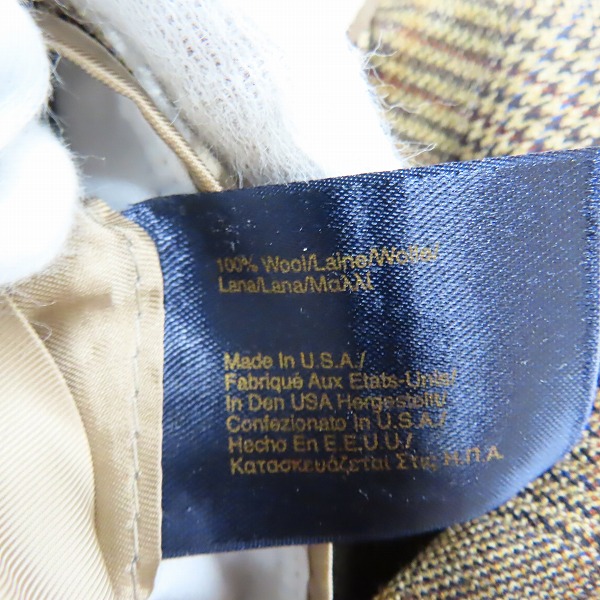 100% Wool/Laine/Wolle/
Lana/Lana/Μαλλί
Made In U.S.A./
Fabriqué Aux Etats-Unis/
In Den USA Hergestellt/
Confezionato In U.S.A./
Hecho En E.E.U.U./
Κατασκευάζεται Στις Η.Π.Α.